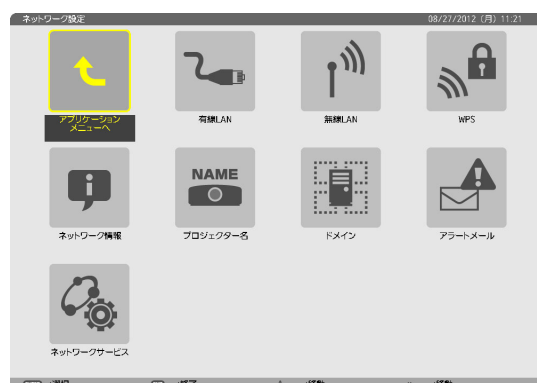 ネットワーク設定
08/27/2012 (月) 11:21
アプリケーション
メニューへ
有線LAN
無線LAN
WPS
ネットワーク情報
NAME
プロジェクター名
ドメイン
アラートメール
ネットワークサービス